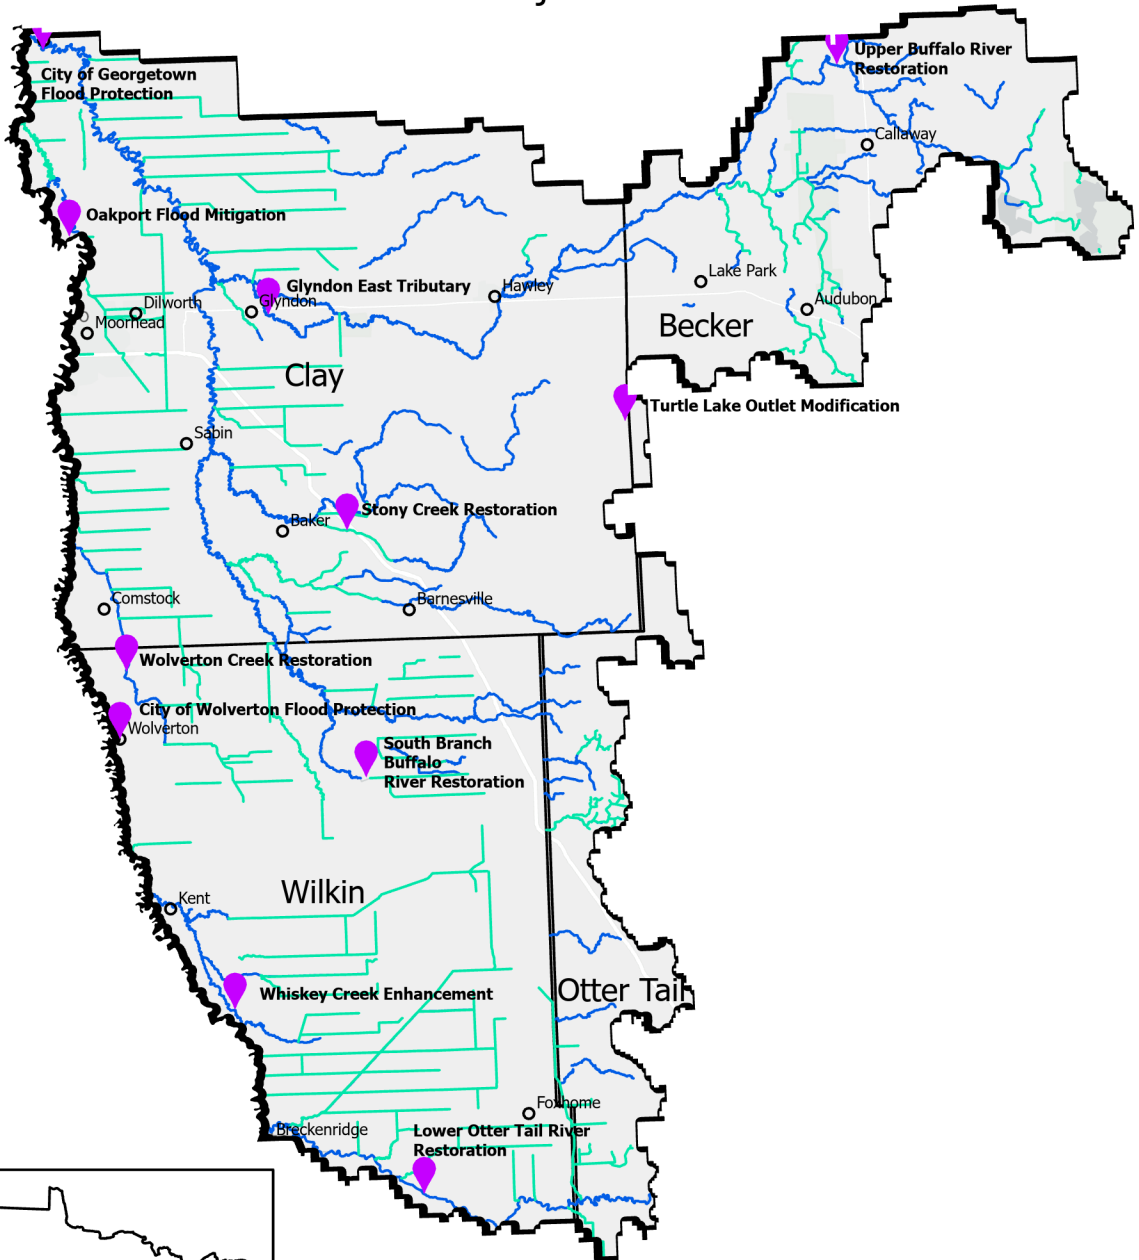 City of Georgetown
Flood Protection
Upper Buffalo River
Restoration
Callaway
Oakport Flood Mitigation
Lake Park
Glyndon East Tributary
Hawley
Dilworth
Glyndon
Audubon
Moorhead
Becker
Clay
Turtle Lake Outlet Modification
Sabin
Stony Creek Restoration
Baker
Comstock
Barnesville
Wolverton Creek Restoration
City of Wolverton Flood Protection
Wolverton
South Branch
Buffalo
River Restoration
Wilkin
Kent
Otter Tail
Whiskey Creek Enhancement
Foxhome
Breckenridge
Lower Otter Tail River
Restoration